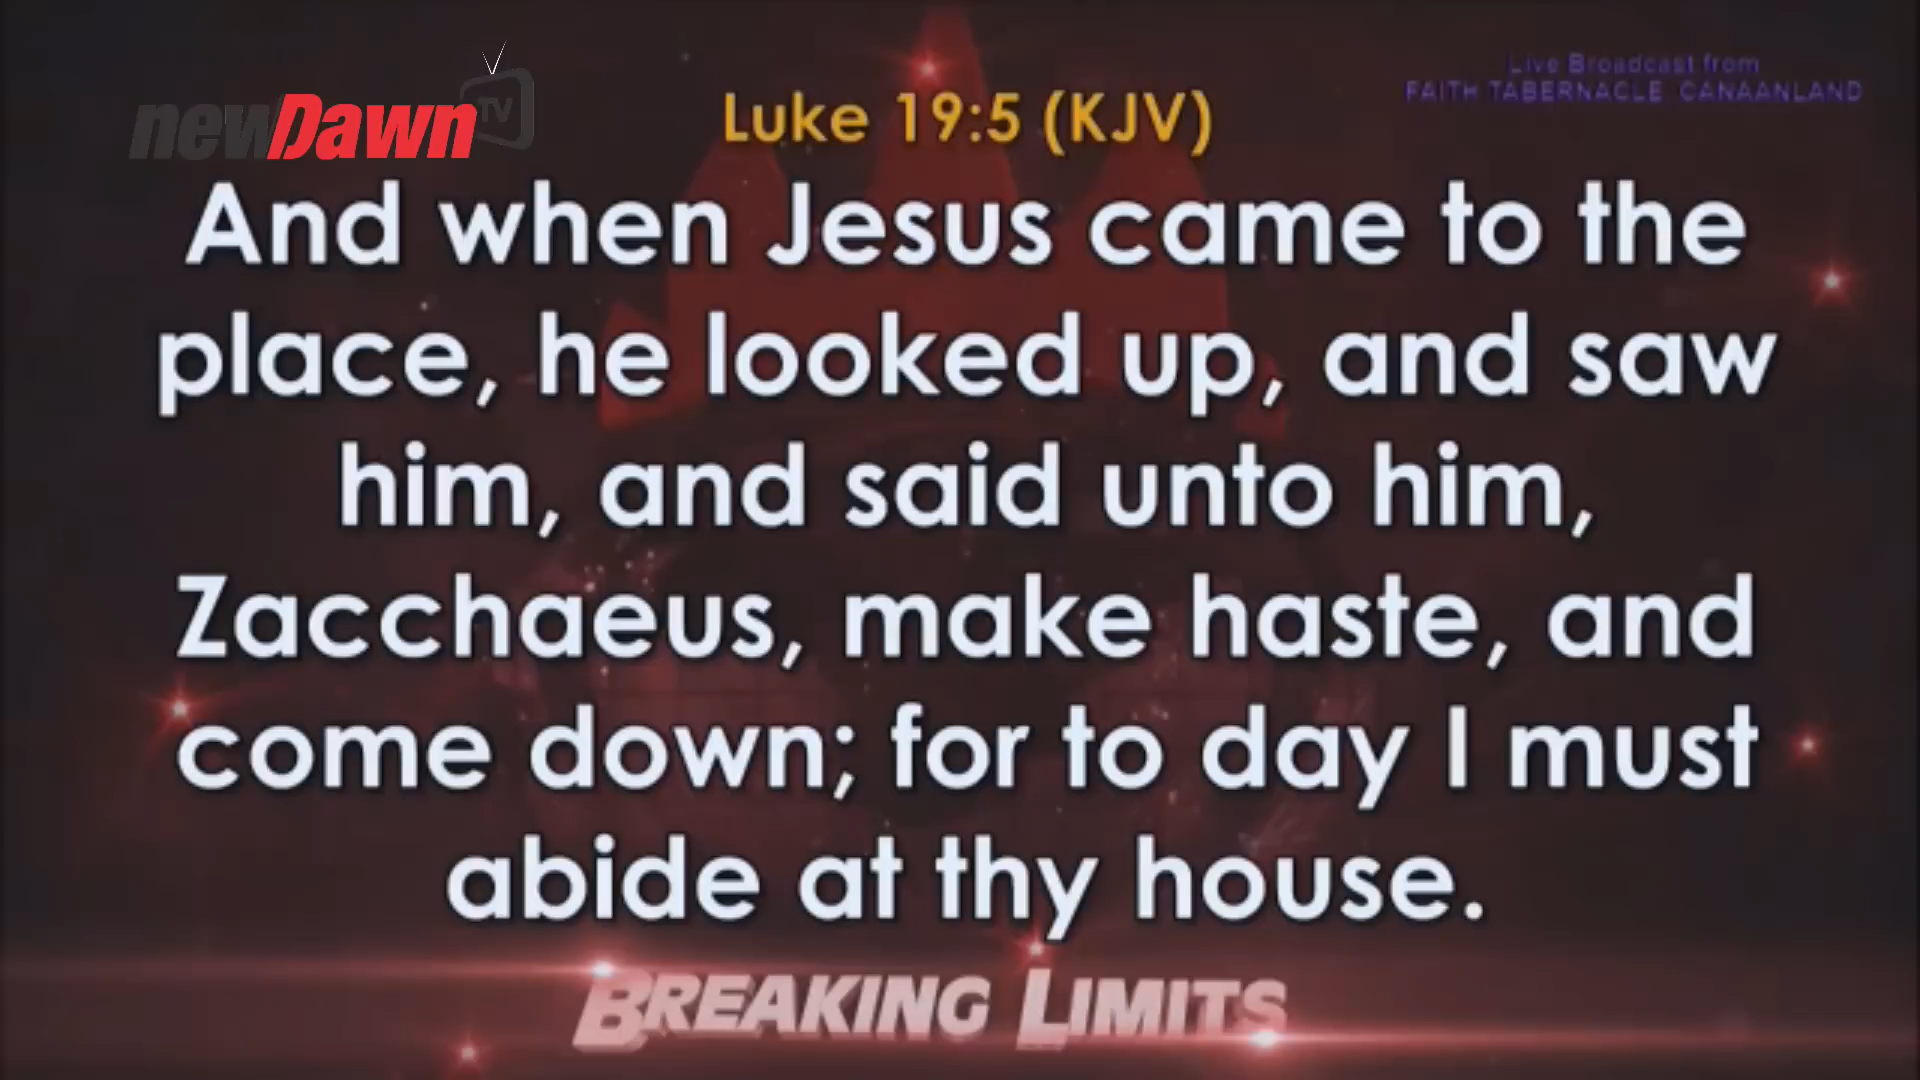 newDawn TV
Live Broadcast from
FAITH TABERNACLE CANAANLAND
Luke 19:5 (KJV)
And when Jesus came to the
place, he looked up, and saw
him, and said unto him,
Zacchaeus, make haste, and
come down; for to day I must
abide at thy house.
BREAKING LIMITS